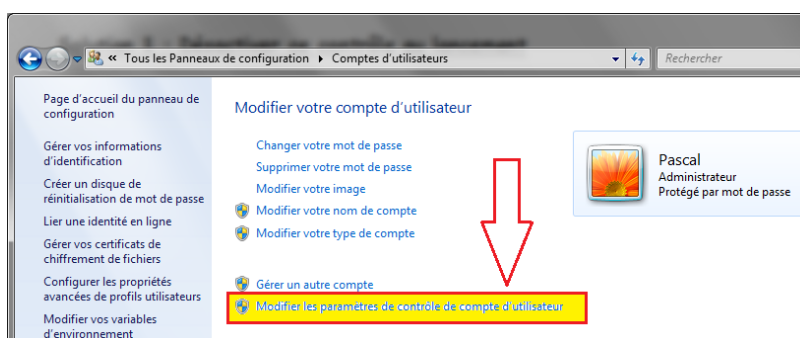 « Tous les Panneaux de configuration ▸ Comptes d'utilisateurs
Rechercher
Page d'accueil du panneau de
configuration
Gérer vos informations
d'identification
Créer un disque de
réinitialisation de mot de passe
Lier une identité en ligne
Gérer vos certificats de
chiffrement de fichiers
Configurer les propriétés
avancées de profils utilisateurs
Modifier vos variables
d'environnement
Modifier votre compte d'utilisateur
Changer votre mot de passe
Supprimer votre mot de passe
Modifier votre image
Modifier votre nom de compte
Modifier votre type de compte
Gérer un autre compte
Modifier les paramètres de contrôle de compte d'utilisateur
Pascal
Administrateur
Protégé par mot de passe